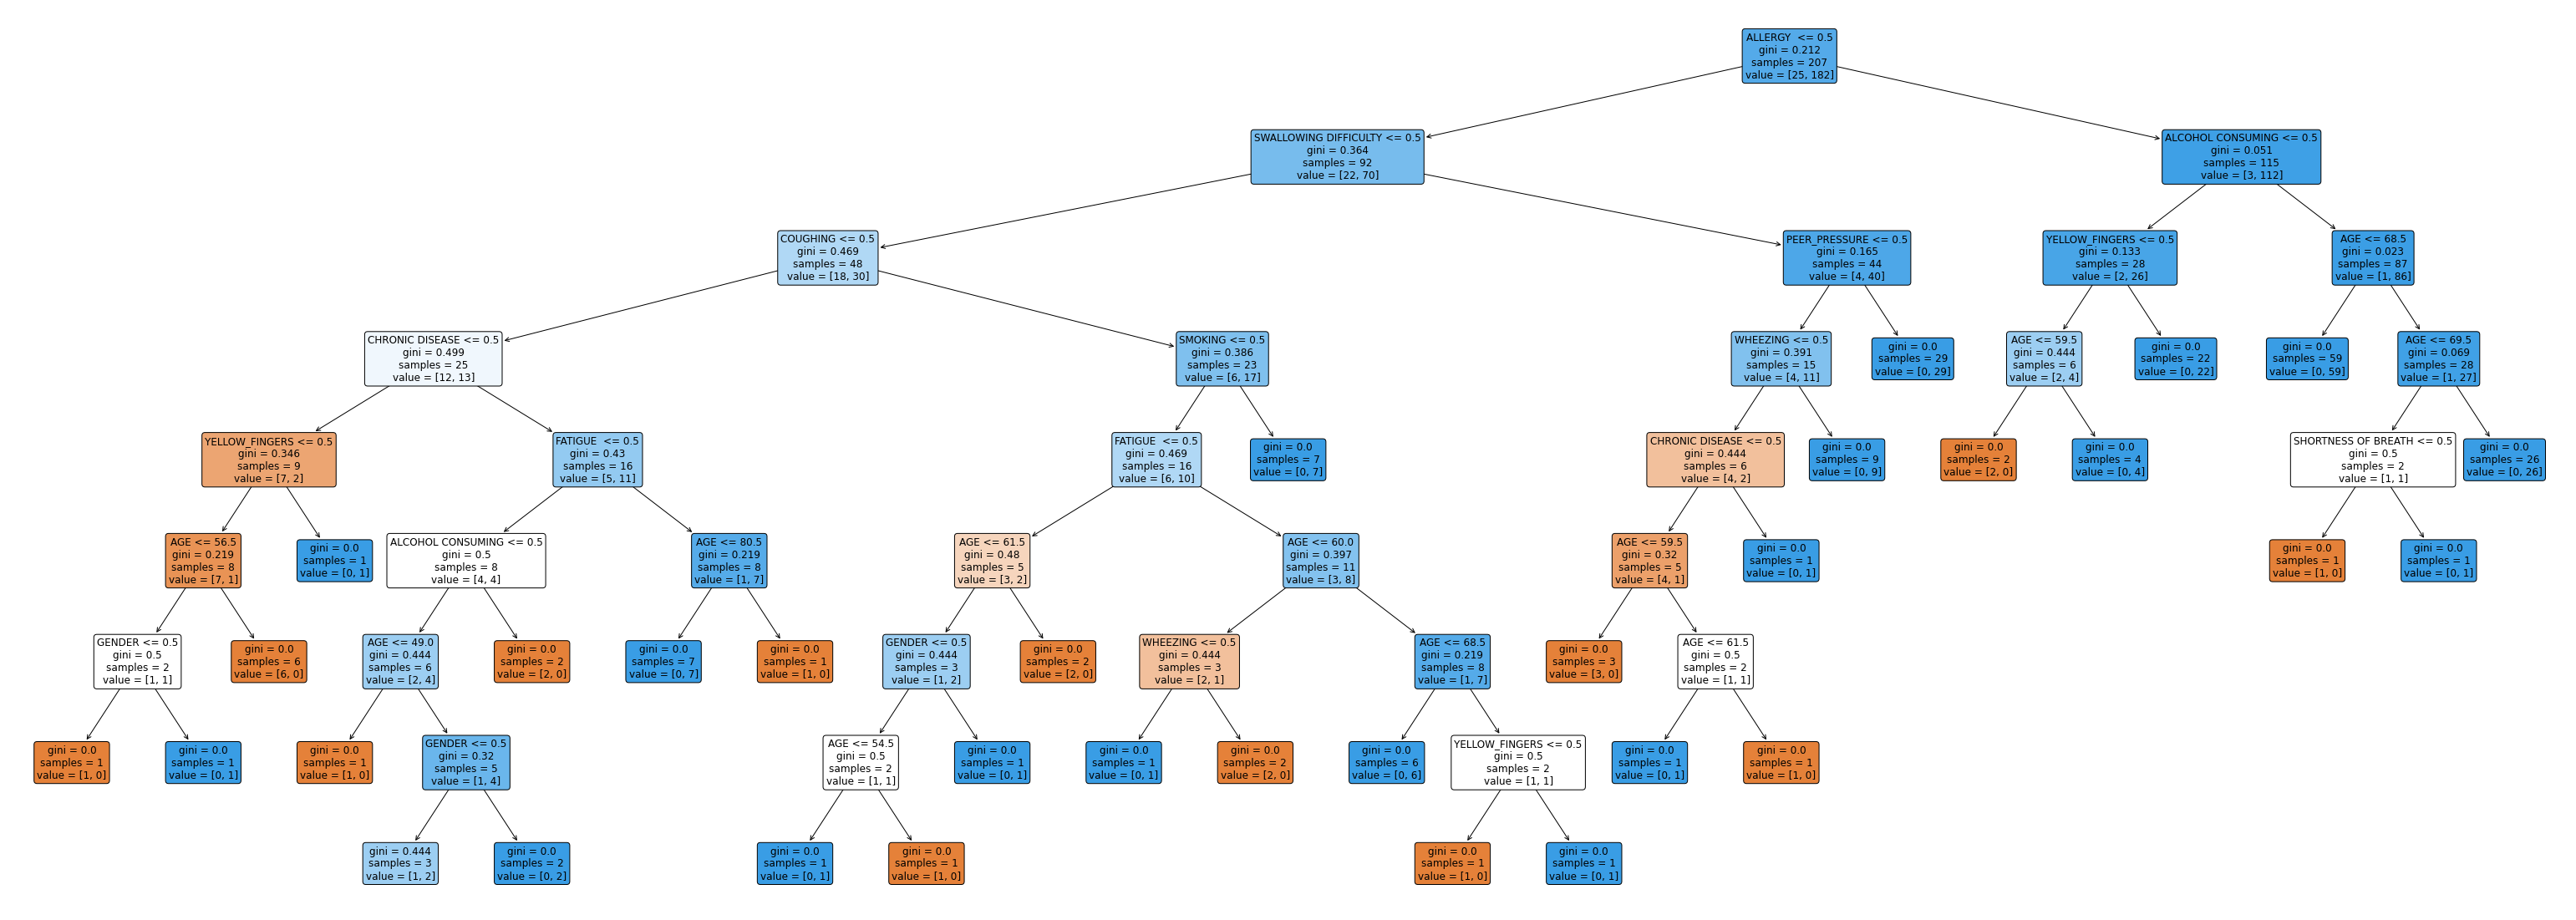 ALLERGY  <= 0.5
gini = 0.212
samples = 207
value = [25, 182]
SWALLOWING DIFFICULTY <= 0.5
gini = 0.364
samples = 92
value = [22, 70]
ALCOHOL CONSUMING <= 0.5
gini = 0.051
samples = 115
value = [3, 112]
COUGHING <= 0.5
gini = 0.469
samples = 48
value = [18, 30]
PEER_PRESSURE <= 0.5
gini = 0.165
samples = 44
value = [4, 40]
YELLOW_FINGERS <= 0.5
gini = 0.133
samples = 28
value = [2, 26]
AGE <= 68.5
gini = 0.023
samples = 87
value = [1, 86]
CHRONIC DISEASE <= 0.5
gini = 0.499
samples = 25
value = [12, 13]
SMOKING <= 0.5
gini = 0.386
samples = 23
value = [6, 17]
WHEEZING <= 0.5
gini = 0.391
samples = 15
value = [4, 11]
gini = 0.0
samples = 29
value = [0, 29]
AGE <= 59.5
gini = 0.444
samples = 6
value = [2, 4]
gini = 0.0
samples = 22
value = [0, 22]
gini = 0.0
samples = 59
value = [0, 59]
AGE <= 69.5
gini = 0.069
samples = 28
value = [1, 27]
YELLOW_FINGERS <= 0.5
gini = 0.346
samples = 9
value = [7, 2]
FATIGUE  <= 0.5
gini = 0.43
samples = 16
value = [5, 11]
FATIGUE  <= 0.5
gini = 0.469
samples = 16
value = [6, 10]
gini = 0.0
samples = 7
value = [0, 7]
CHRONIC DISEASE <= 0.5
gini = 0.444
samples = 6
value = [4, 2]
gini = 0.0
samples = 9
value = [0, 9]
gini = 0.0
samples = 2
value = [2, 0]
gini = 0.0
samples = 4
value = [0, 4]
SHORTNESS OF BREATH <= 0.5
gini = 0.5
samples = 2
value = [1, 1]
gini = 0.0
samples = 26
value = [0, 26]
AGE <= 56.5
gini = 0.219
samples = 8
value = [7, 1]
gini = 0.0
samples = 1
value = [0, 1]
ALCOHOL CONSUMING <= 0.5
gini = 0.5
samples = 8
value = [4, 4]
AGE <= 80.5
gini = 0.219
samples = 8
value = [1, 7]
AGE <= 61.5
gini = 0.48
samples = 5
value = [3, 2]
AGE <= 60.0
gini = 0.397
samples = 11
value = [3, 8]
AGE <= 59.5
gini = 0.32
samples = 5
value = [4, 1]
gini = 0.0
samples = 1
value = [0, 1]
gini = 0.0
samples = 1
value = [1, 0]
gini = 0.0
samples = 1
value = [0, 1]
GENDER <= 0.5
gini = 0.5
samples = 2
value = [1, 1]
gini = 0.0
samples = 6
value = [6, 0]
AGE <= 49.0
gini = 0.444
samples = 6
value = [2, 4]
gini = 0.0
samples = 2
value = [2, 0]
gini = 0.0
samples = 7
value = [0, 7]
gini = 0.0
samples = 1
value = [1, 0]
GENDER <= 0.5
gini = 0.444
samples = 3
value = [1, 2]
gini = 0.0
samples = 2
value = [2, 0]
WHEEZING <= 0.5
gini = 0.444
samples = 3
value = [2, 1]
AGE <= 68.5
gini = 0.219
samples = 8
value = [1, 7]
gini = 0.0
samples = 3
value = [3, 0]
AGE <= 61.5
gini = 0.5
samples = 2
value = [1, 1]
gini = 0.0
samples = 1
value = [1, 0]
gini = 0.0
samples = 1
value = [0, 1]
gini = 0.0
samples = 1
value = [1, 0]
GENDER <= 0.5
gini = 0.32
samples = 5
value = [1, 4]
AGE <= 54.5
gini = 0.5
samples = 2
value = [1, 1]
gini = 0.0
samples = 1
value = [0, 1]
gini = 0.0
samples = 1
value = [0, 1]
gini = 0.0
samples = 2
value = [2, 0]
gini = 0.0
samples = 6
value = [0, 6]
YELLOW_FINGERS <= 0.5
gini = 0.5
samples = 2
value = [1, 1]
gini = 0.0
samples = 1
value = [0, 1]
gini = 0.0
samples = 1
value = [1, 0]
gini = 0.444
samples = 3
value = [1, 2]
gini = 0.0
samples = 2
value = [0, 2]
gini = 0.0
samples = 1
value = [0, 1]
gini = 0.0
samples = 1
value = [1, 0]
gini = 0.0
samples = 1
value = [1, 0]
gini = 0.0
samples = 1
value = [0, 1]